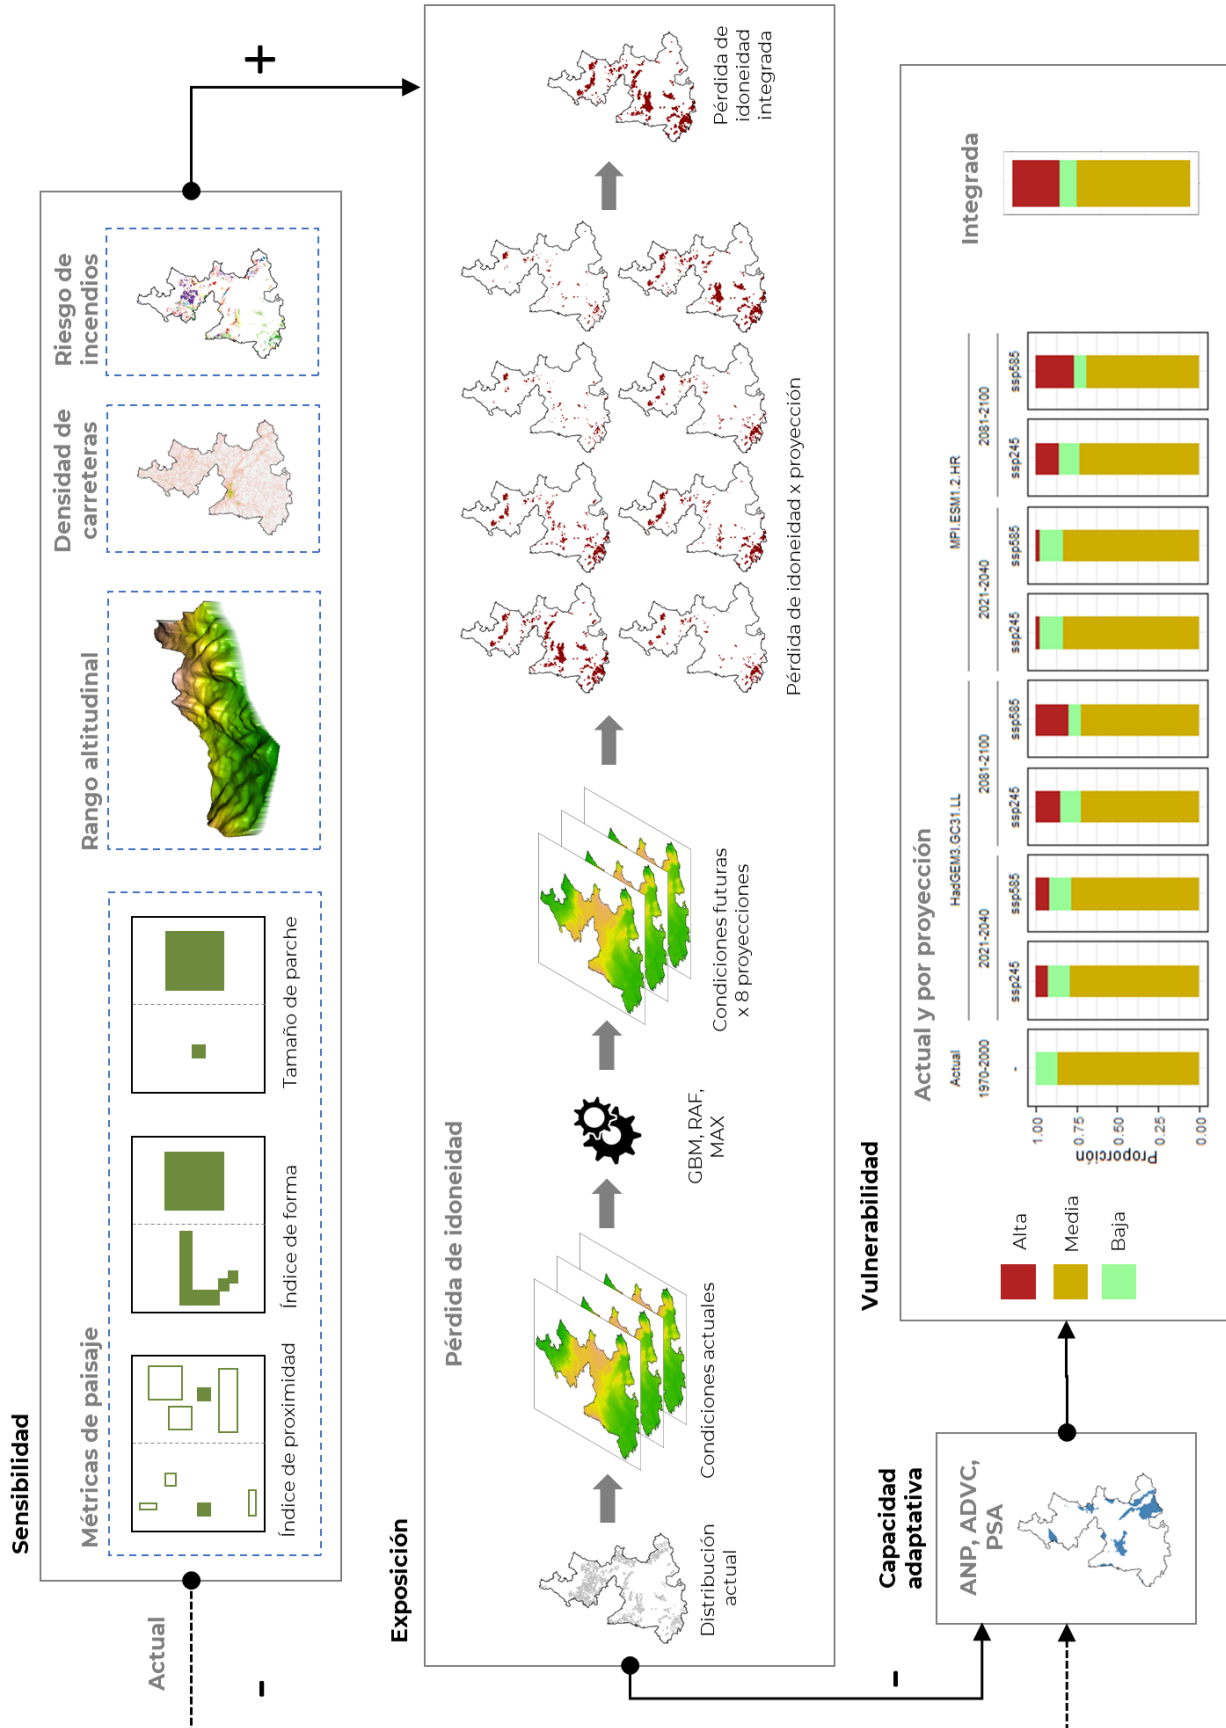 Sensibilidad
Actual
-
Métricas de paisaje
Índice de proximidad
Índice de forma
Tamaño de parche
Rango altitudinal
Densidad de
carreteras
Riesgo de
incendios
+
Exposición
Pérdida de idoneidad
Distribución
actual
Condiciones actuales
GBM, RAF,
MAX
Condiciones futuras
x 8 proyecciones
Pérdida de idoneidad x proyección
Pérdida de
idoneidad
integrada
-
Capacidad
adaptativa
ANP, ADVC,
PSA
Vulnerabilidad
Alta
Media
Baja
Actual y por proyección
Actual
HadGEM3.GC31.LL
MPI.ESM1.2.HR
1970-2000
2021-2040
2081-2100
2021-2040
2081-2100
-
ssp245
ssp585
ssp245
ssp585
ssp245
ssp585
ssp245
ssp585
Proporción
1.00
0.75
0.50
0.25
0.00
Integrada